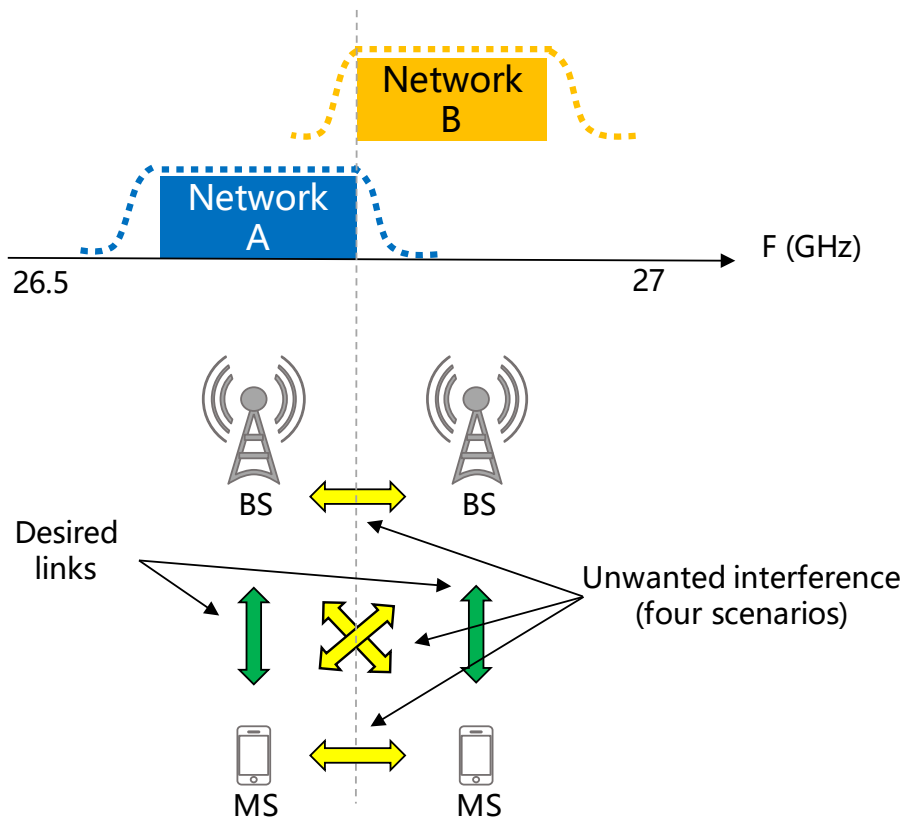 Network
B
Network
A
F (GHz)
26.5
27
BS
BS
Desired
links
Unwanted interference
(four scenarios)
MS
MS